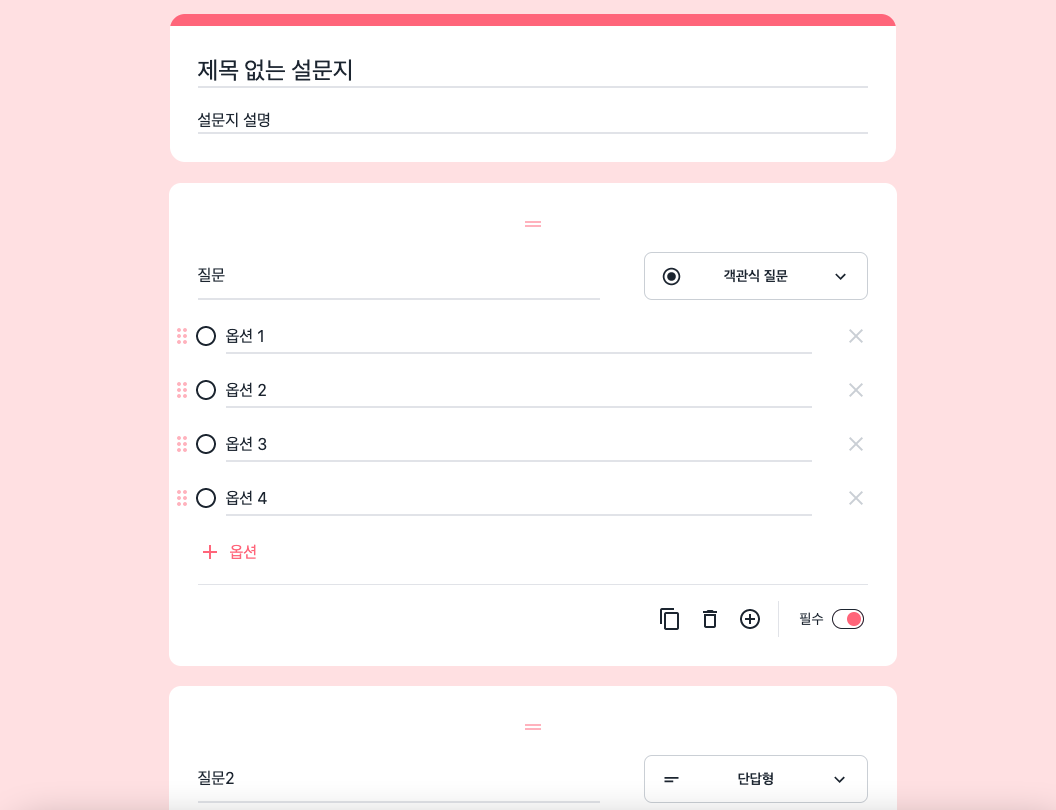 제목 없는 설문지
설문지 설명
질문
객관식 질문
옵션 1
옵션 2
옵션 3
옵션 4
옵션
필수
질문2
단답형